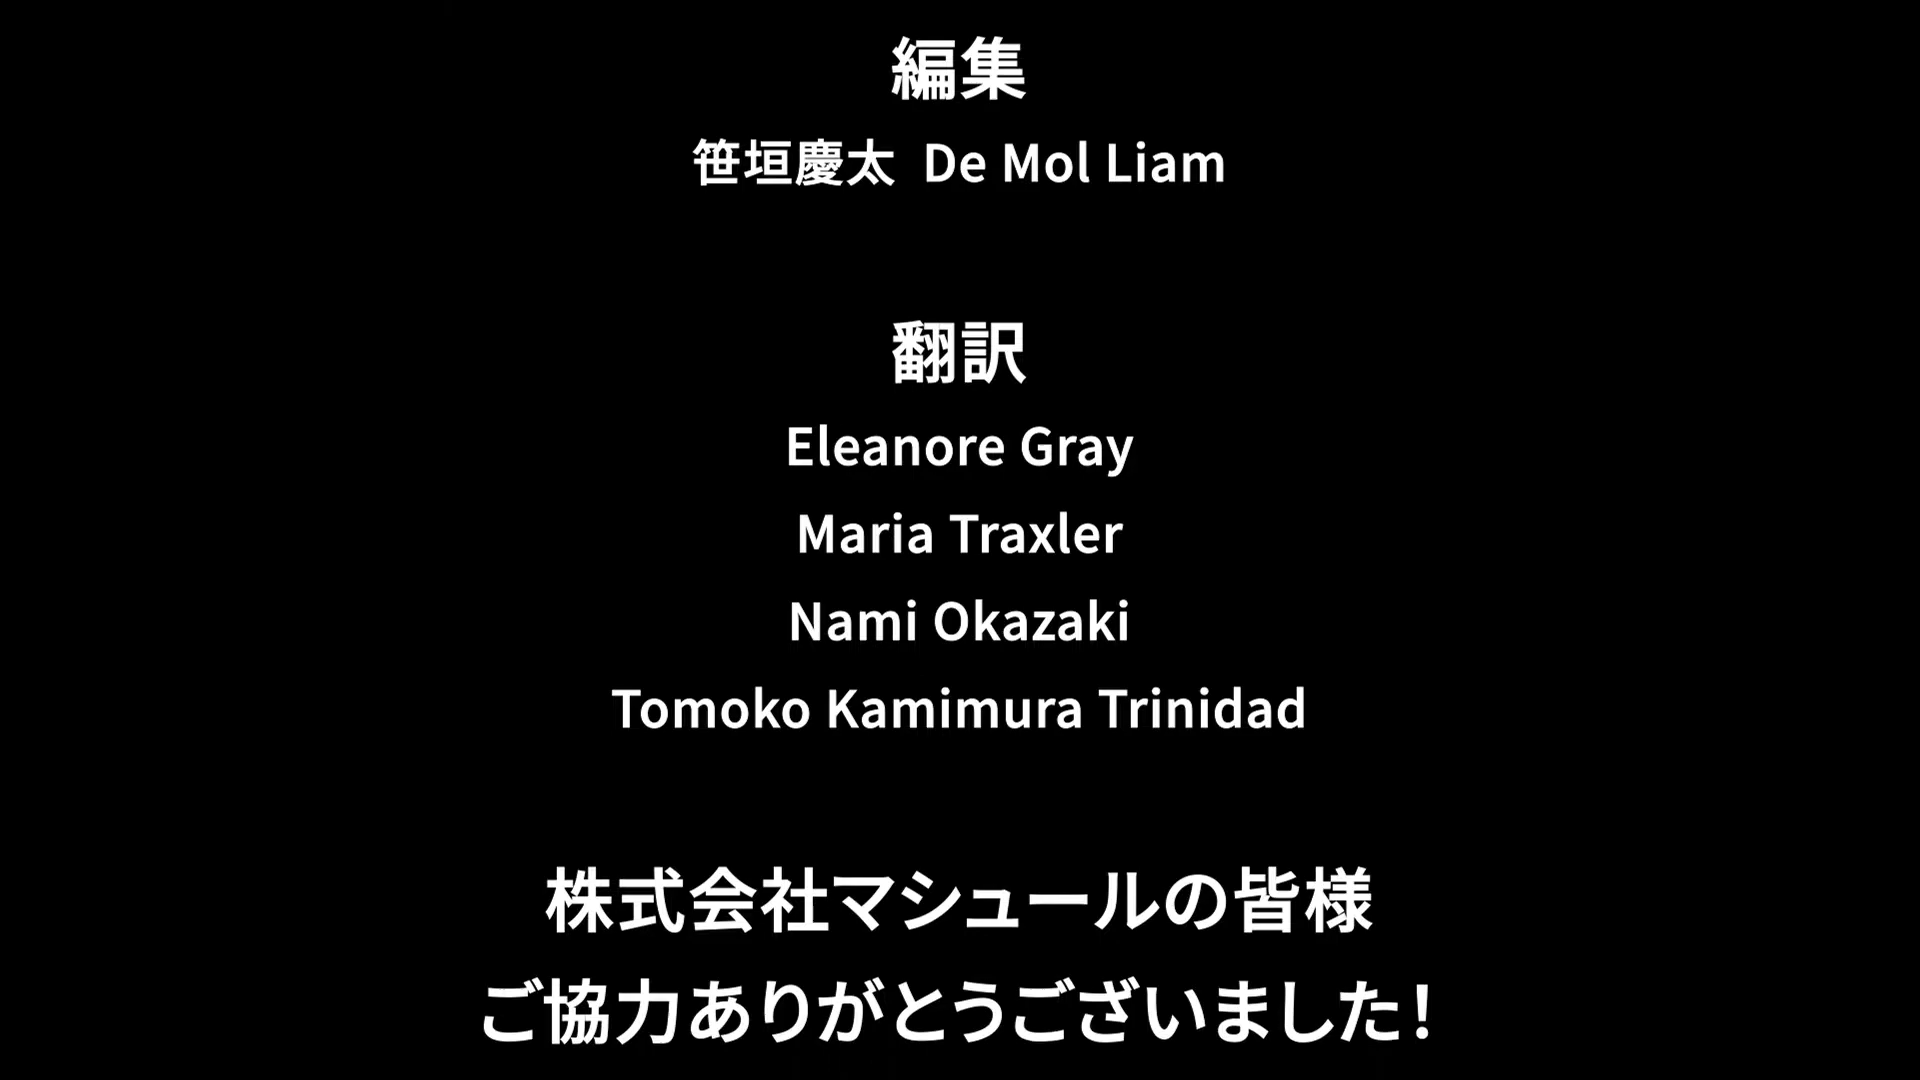 編集
笹垣慶太 De Mol Liam
翻訳
Eleanore Gray
Maria Traxler
Nami Okazaki
Tomoko Kamimura Trinidad
株式会社マシュールの皆様
ご協力ありがとうございました！